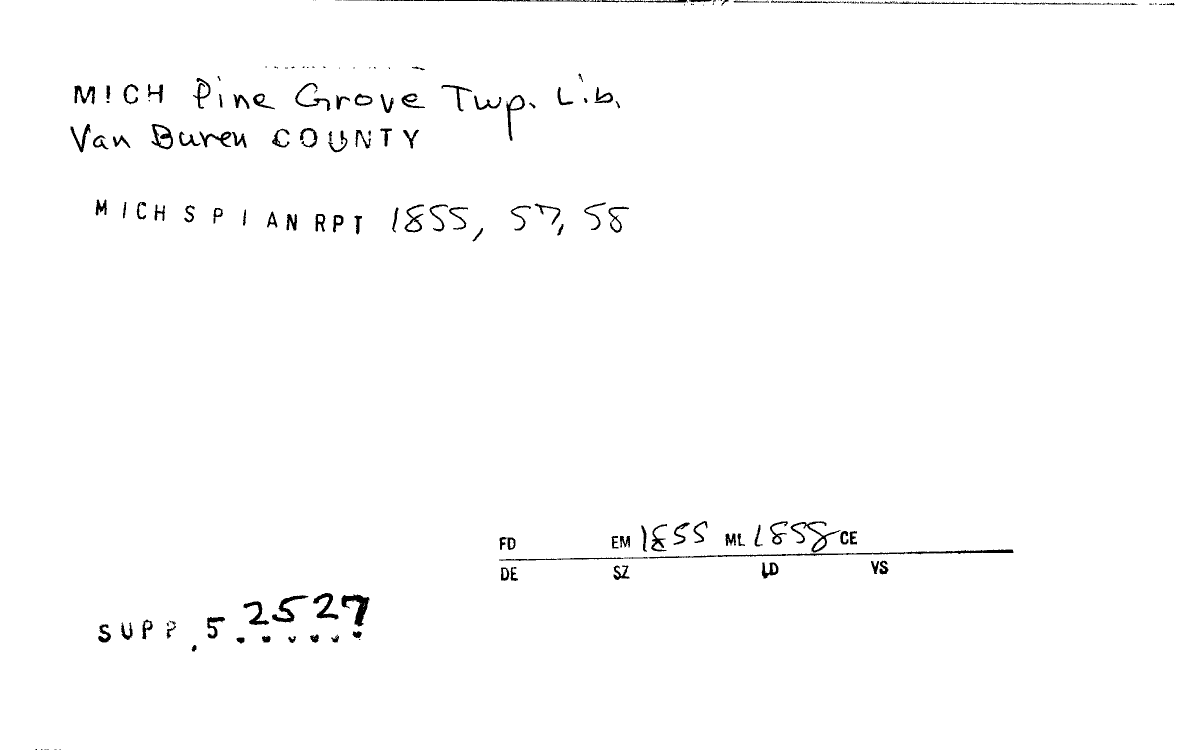 MICH Pine Grove Twp. Lib.
Van Buren COUNTY
MICH S P I AN RPT 1855, 57, 58
FD EM 1855 ML 1858 CE
DE SZ LD VS
SUPP. 5 2527